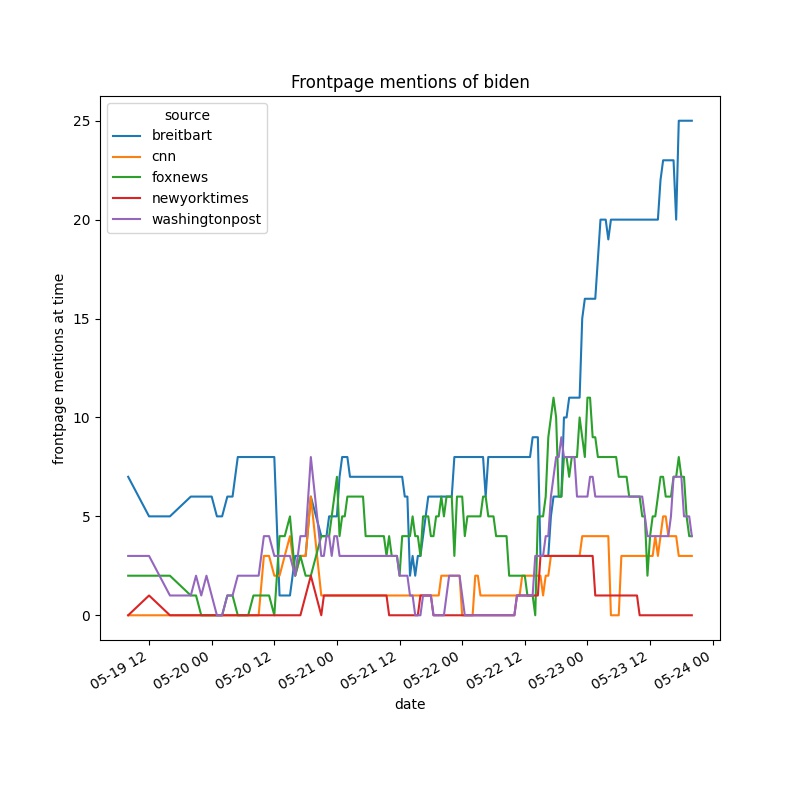 Frontpage mentions of biden
source
breitbart
cnn
foxnews
newyorktimes
washingtonpost
frontpage mentions at time
25
20
15
10
5
0
05-19 12
05-20 00
05-20 12
05-21 00
05-21 12
05-22 00
05-22 12
05-23 00
05-23 12
05-24 00
date